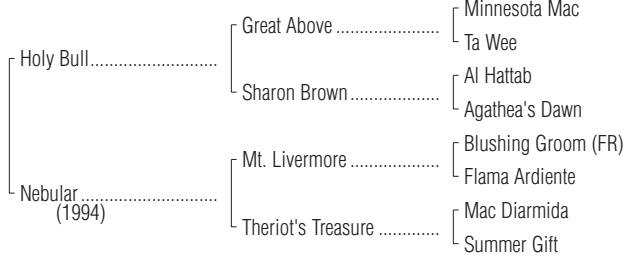 Minnesota Mac
Great Above
Ta Wee
Holy Bull
Al Hattab
Sharon Brown
Agathea's Dawn
Blushing Groom (FR)
Mt. Livermore
Flama Ardiente
Nebular
(1994)
Mac Diarmida
Theriot's Treasure
Summer Gift